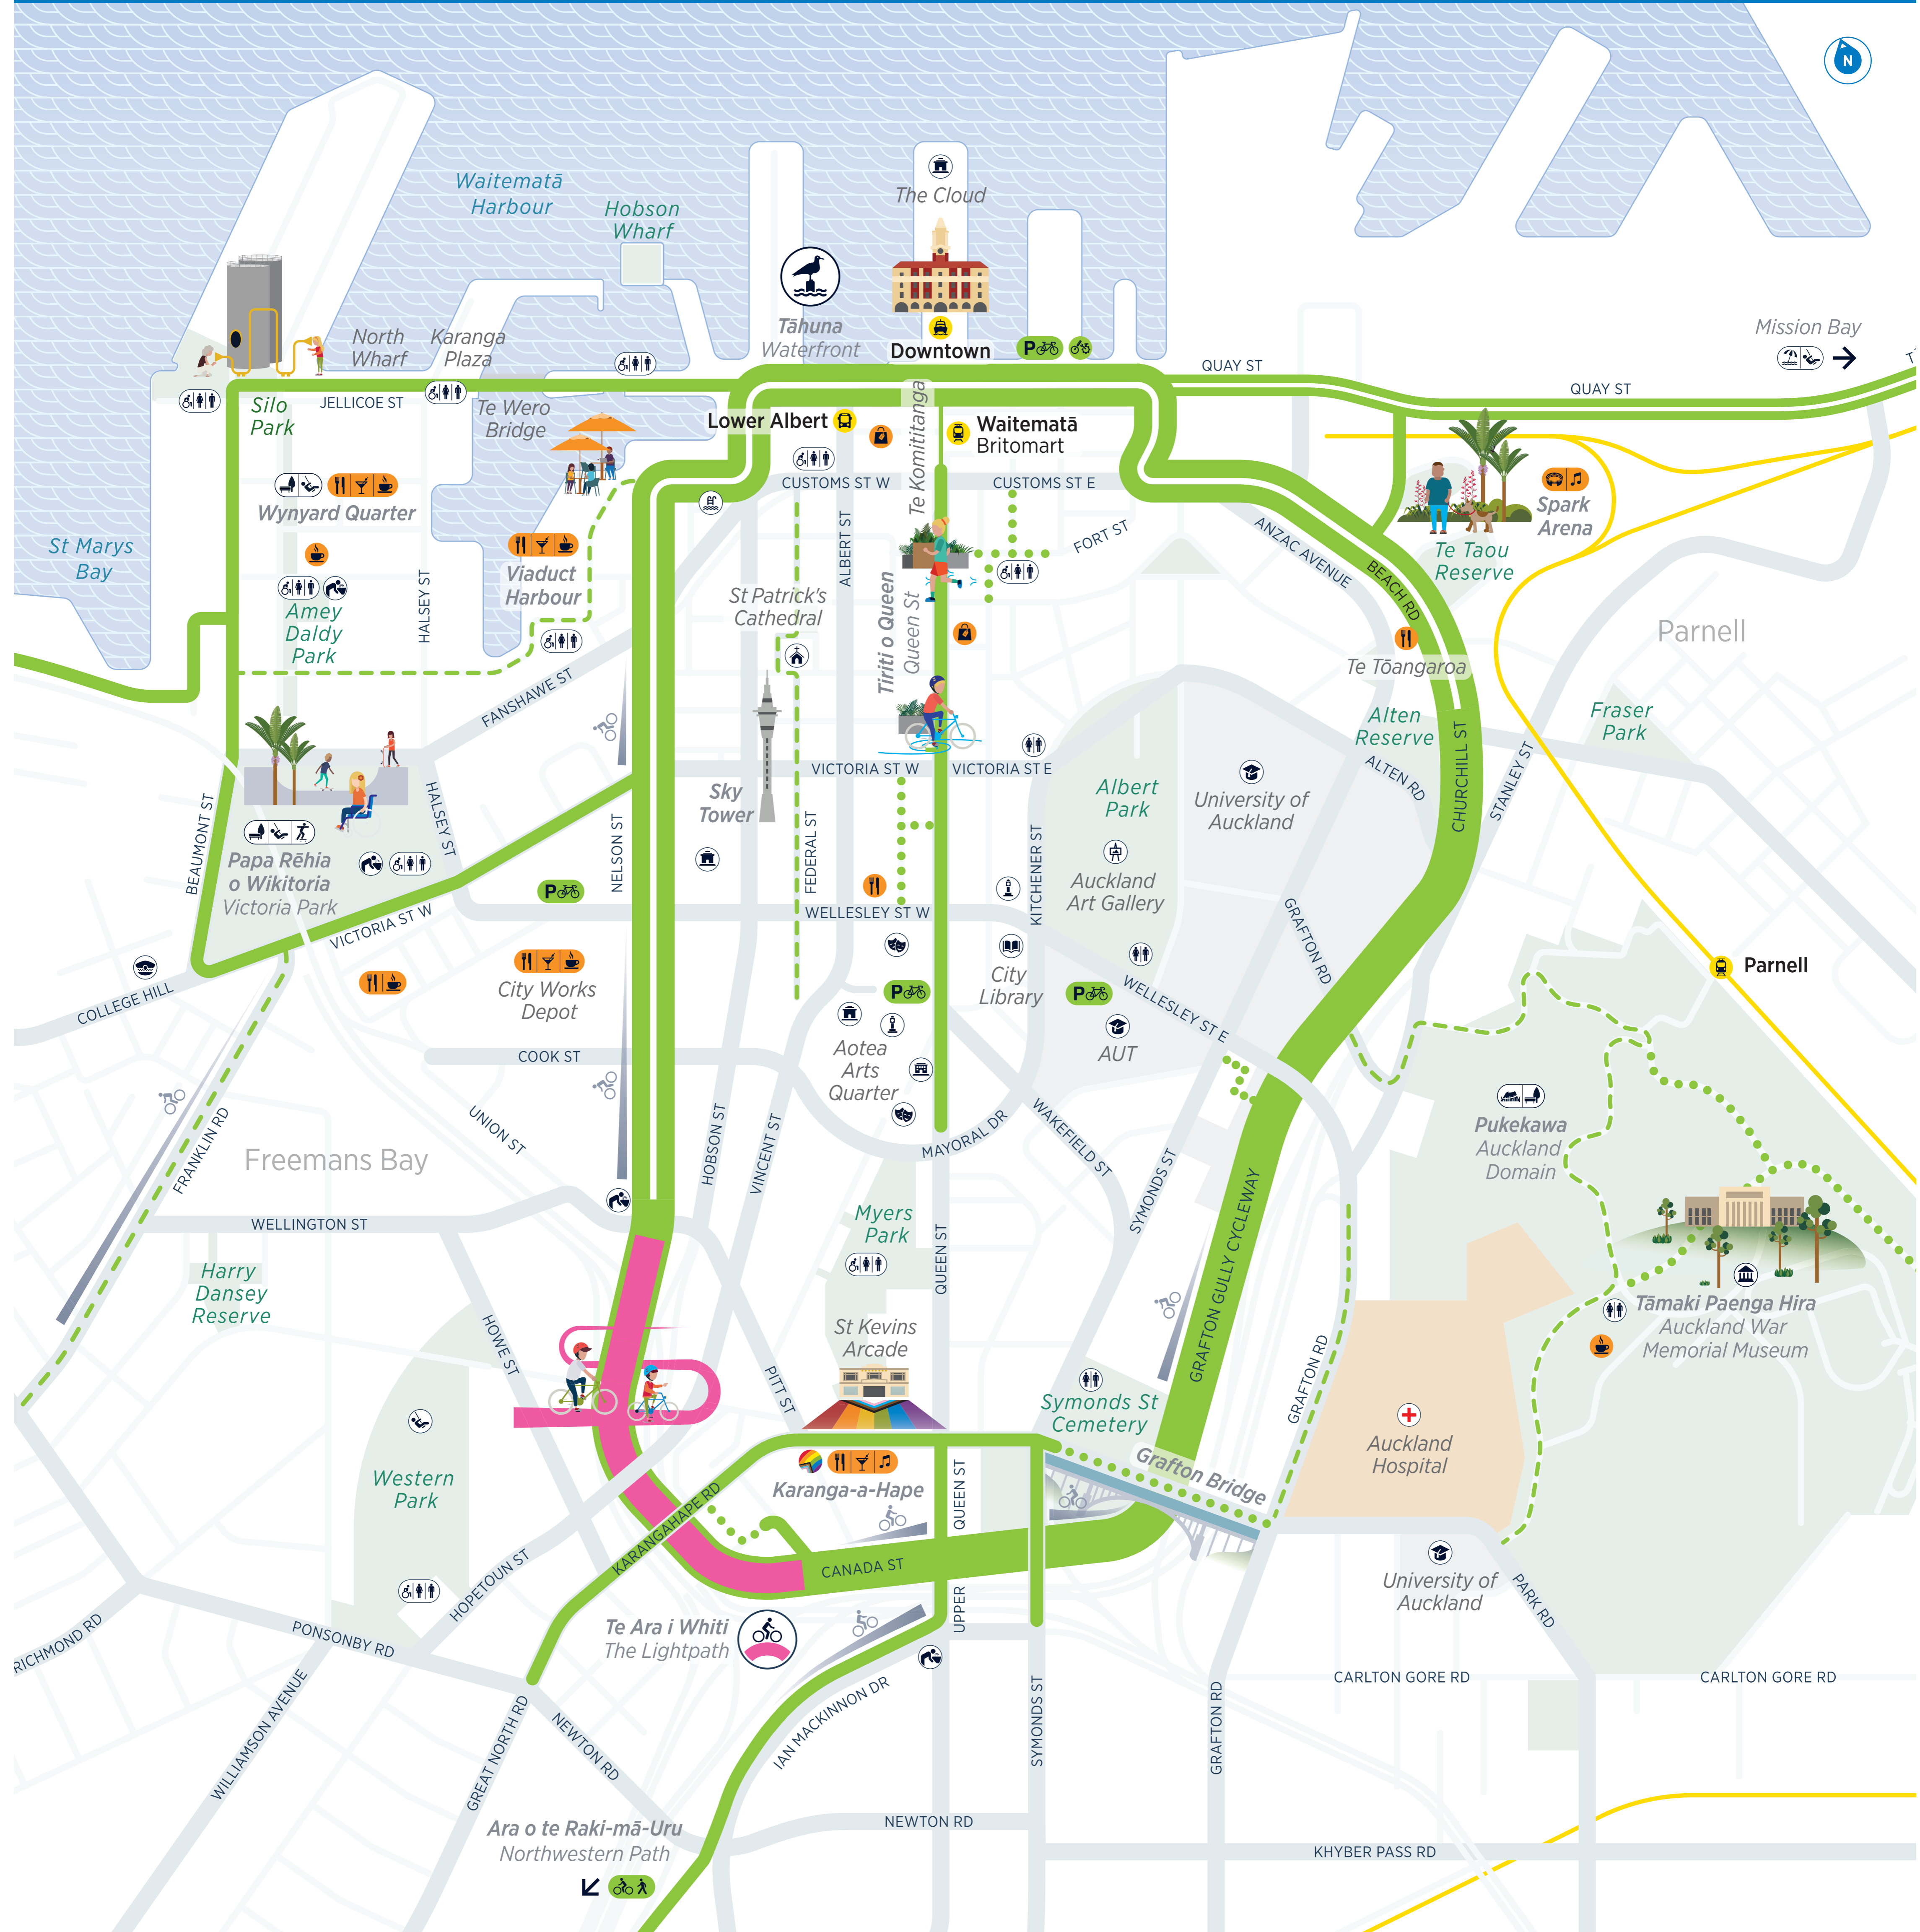 N
Waitematā
Harbour
Hobson
Wharf
The Cloud
Tāhuna
Waterfront
Downtown
P
Mission Bay
North
Wharf
Karanga
Plaza
QUAY ST
QUAY ST
Silo
Park
JELLICOE ST
Te Wero
Bridge
Lower Albert
Te Komititanga
Waitematā
Britomart
CUSTOMS ST W
CUSTOMS ST E
Wynyard Quarter
Spark
Arena
St Marys
Bay
Viaduct
Harbour
HALSEY ST
ALBERT ST
FORT ST
ANZAC AVENUE
BEACH RD
Te Taou
Reserve
Amey
Daldy
Park
St Patrick's
Cathedral
Tiriti o Queen
Queen St
Parnell
Te Tōangaroa
FANSHAWE ST
Alten
Reserve
Fraser
Park
VICTORIA ST W
VICTORIA ST E
Sky
Tower
Albert
Park
University of
Auckland
ALTEN RD
CHURCHILL ST
STANLEY ST
BEAUMONT ST
HALSEY ST
NELSON ST
FEDERAL ST
KITCHENER ST
Papa Rēhia
o Wikitoria
Victoria Park
P
Auckland
Art Gallery
VICTORIA ST W
WELLESLEY ST W
GRAFTON RD
COLLEGE HILL
City Works
Depot
City
Library
P
P
WELLESLEY ST E
Parnell
COOK ST
Aotea
Arts
Quarter
AUT
FRANKLIN RD
UNION ST
HOBSON ST
VINCENT ST
MAYORAL DR
WAKEFIELD ST
SYMONDS ST
Pukekawa
Auckland
Domain
Freemans Bay
WELLINGTON ST
Myers
Park
QUEEN ST
GRAFTON GULLY CYCLEWAY
Harry
Dansey
Reserve
Tāmaki Paenga Hira
Auckland War
Memorial Museum
HOWE ST
St Kevins
Arcade
PITT ST
GRAFTON RD
Symonds St
Cemetery
Auckland
Hospital
Western
Park
Karanga-a-Hape
QUEEN ST
Grafton Bridge
KARANGAHAPE RD
CANADA ST
HOPETOUN ST
University of
Auckland
PARK RD
UPPER
RICHMOND RD
PONSONBY RD
Te Ara i Whiti
The Lightpath
CARLTON GORE RD
CARLTON GORE RD
WILLIAMSON AVENUE
GREAT NORTH RD
NEWTON RD
IAN MACKINNON DR
SYMONDS ST
GRAFTON RD
Ara o te Raki-mā-Uru
Northwestern Path
NEWTON RD
KHYBER PASS RD